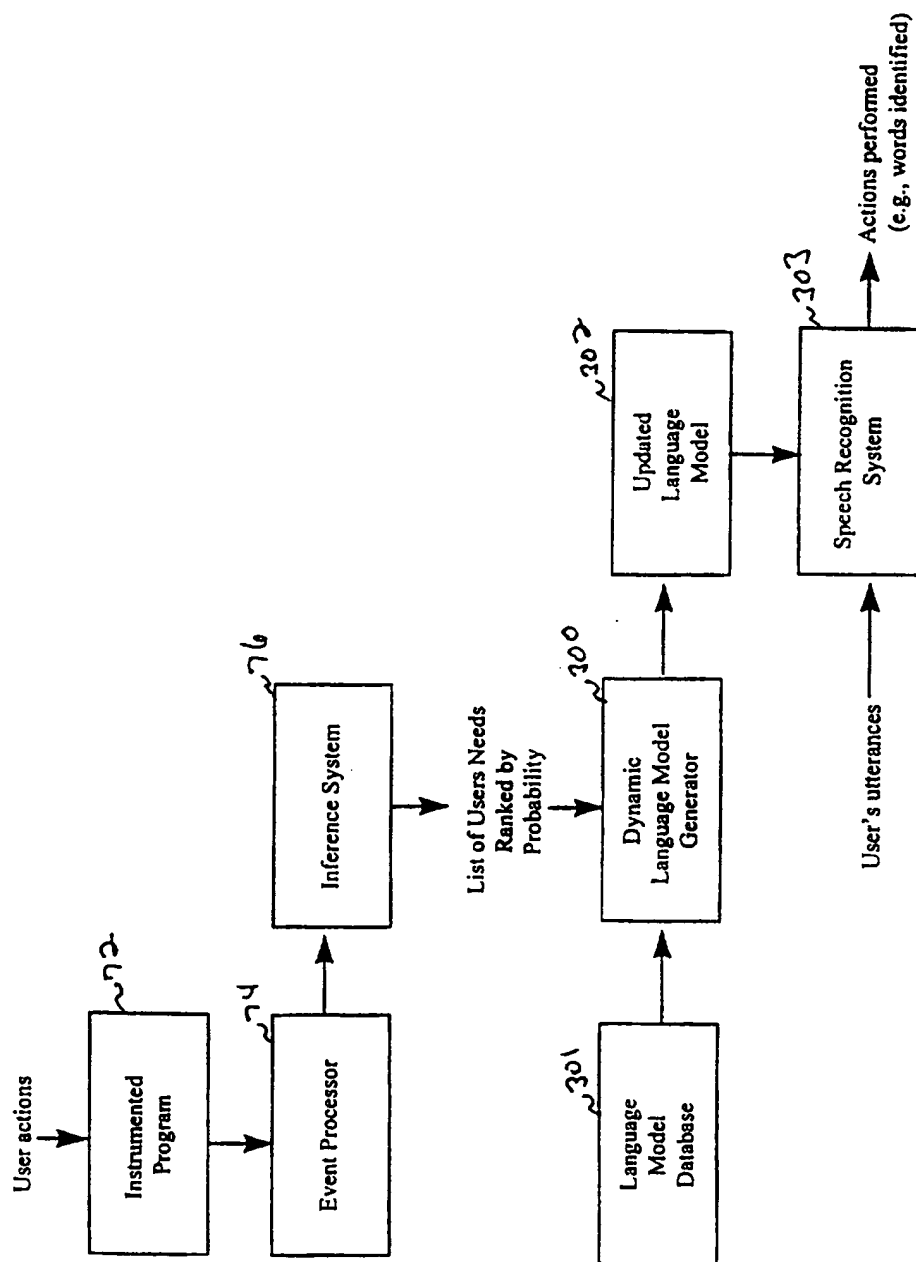 User actions
72
Instrumented
Program
74
Event Processor
76
Inference System
List of Users Needs
Ranked by
Probability
301
Language
Model
Database
300
Dynamic
Language Model
Generator
302
Updated
Language
Model
303
Speech Recognition
System
User's utterances
Actions performed
(e.g., words identified)